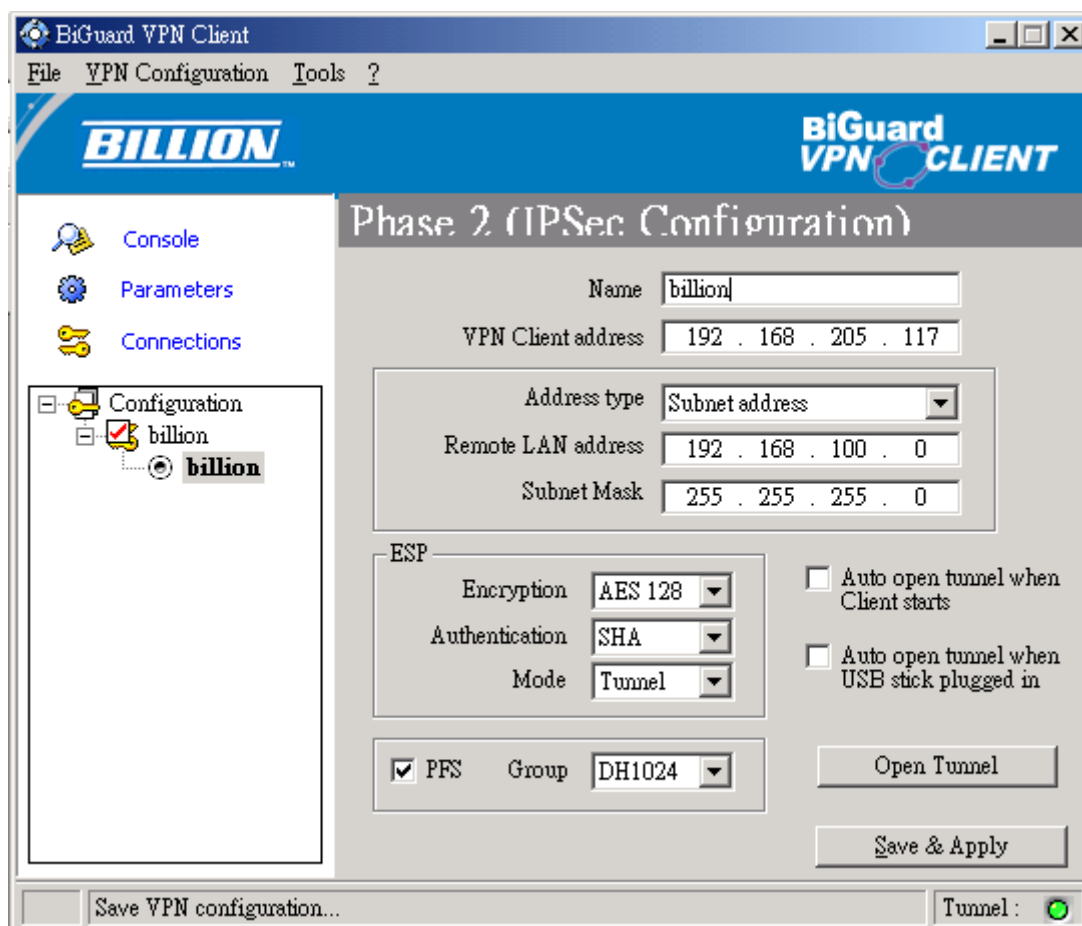 BiGuard VPN Client
File VPN Configuration Tools ?
BILLION™
BiGuard
VPN CLIENT
Console
Parameters
Connections
Configuration
billion
billion
Phase 2 (IPSec Configuration)
Name billion
VPN Client address 192 . 168 . 205 . 117
Address type Subnet address
Remote LAN address 192 . 168 . 100 . 0
Subnet Mask 255 . 255 . 255 . 0
ESP
Encryption AES 128
Authentication SHA
Mode Tunnel
Auto open tunnel when
Client starts
Auto open tunnel when
USB stick plugged in
PFS Group DH1024
Open Tunnel
Save & Apply
Save VPN configuration...
Tunnel :